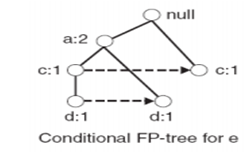 null
a:2
c:1 c:1
d:1 d:1
Conditional FP-tree for e